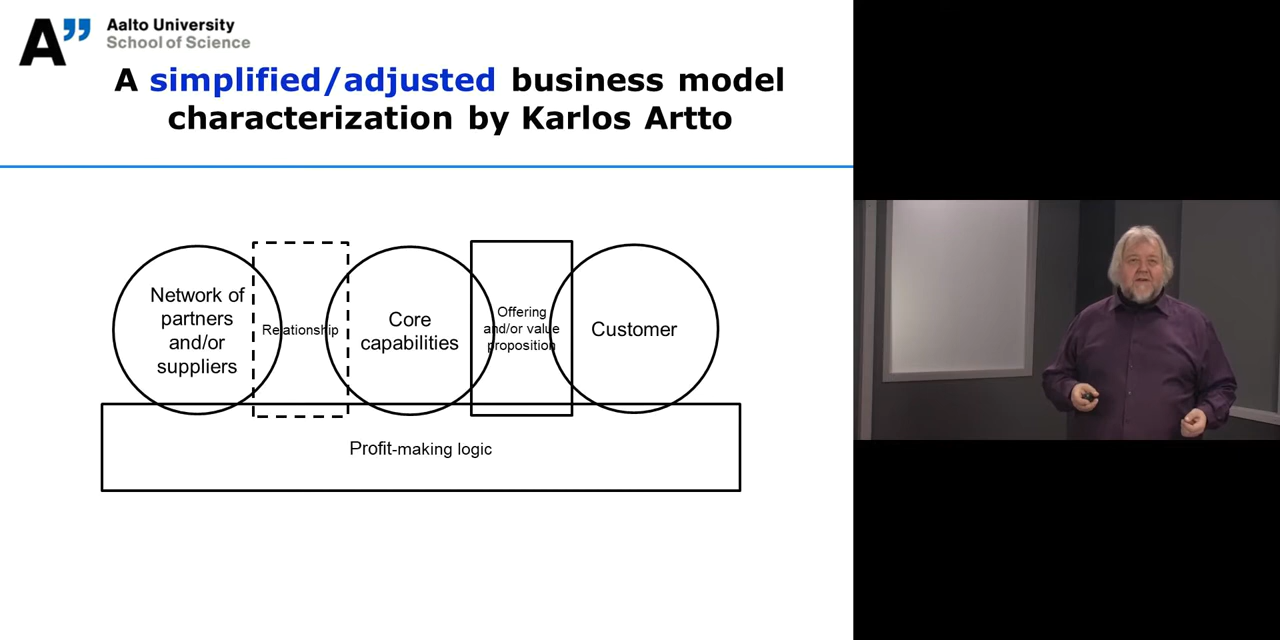 Aalto University
School of Science
A simplified/adjusted business model
characterization by Karlos Artto
Network of
partners
and/or
suppliers
Relationship
Core
capabilities
Offering
and/or value
proposition
Customer
Profit-making logic